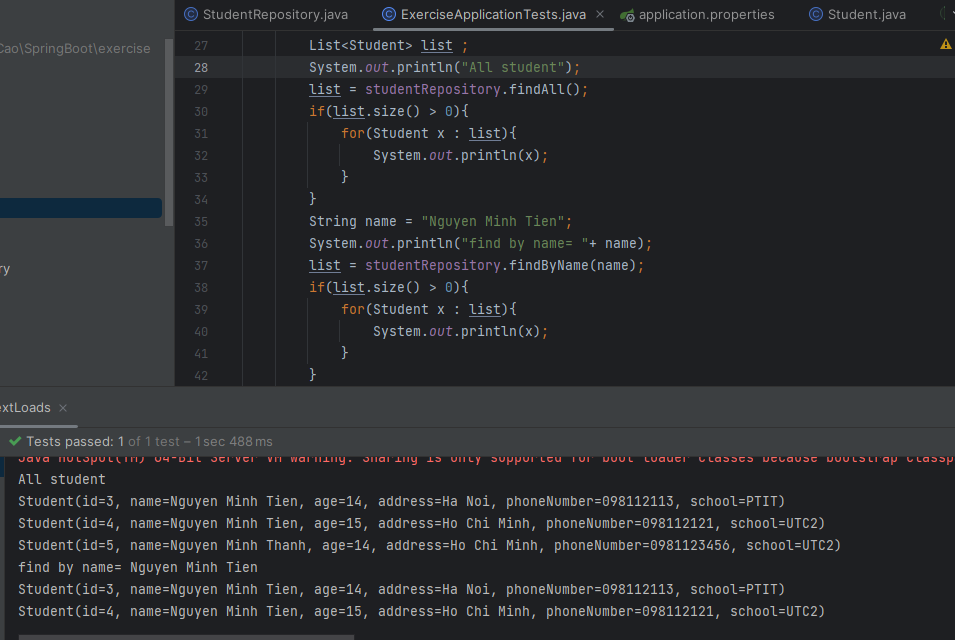 StudentRepository.java ExerciseApplicationTests.java × application.properties Student.java
Cao\SpringBoot\exercise
ry
27 List<Student> list ;
28 System.out.println("All student");
29 list = studentRepository.findAll();
30 if(list.size() > 0){
31 for(Student x : list){
32 System.out.println(x);
33 }
34 }
35 String name = "Nguyen Minh Tien";
36 System.out.println("find by name= "+ name);
37 list = studentRepository.findByName(name);
38 if(list.size() > 0){
39 for(Student x : list){
40 System.out.println(x);
41 }
42 }
extLoads ×
Tests passed: 1 of 1 test – 1 sec 488 ms
Java HotSpot(TM) 64-Bit Server VM warning: Sharing is only supported for boot loader classes because bootstrap classp
All student
Student(id=3, name=Nguyen Minh Tien, age=14, address=Ha Noi, phoneNumber=098112113, school=PTIT)
Student(id=4, name=Nguyen Minh Tien, age=15, address=Ho Chi Minh, phoneNumber=098112121, school=UTC2)
Student(id=5, name=Nguyen Minh Thanh, age=14, address=Ho Chi Minh, phoneNumber=0981123456, school=UTC2)
find by name= Nguyen Minh Tien
Student(id=3, name=Nguyen Minh Tien, age=14, address=Ha Noi, phoneNumber=098112113, school=PTIT)
Student(id=4, name=Nguyen Minh Tien, age=15, address=Ho Chi Minh, phoneNumber=098112121, school=UTC2)